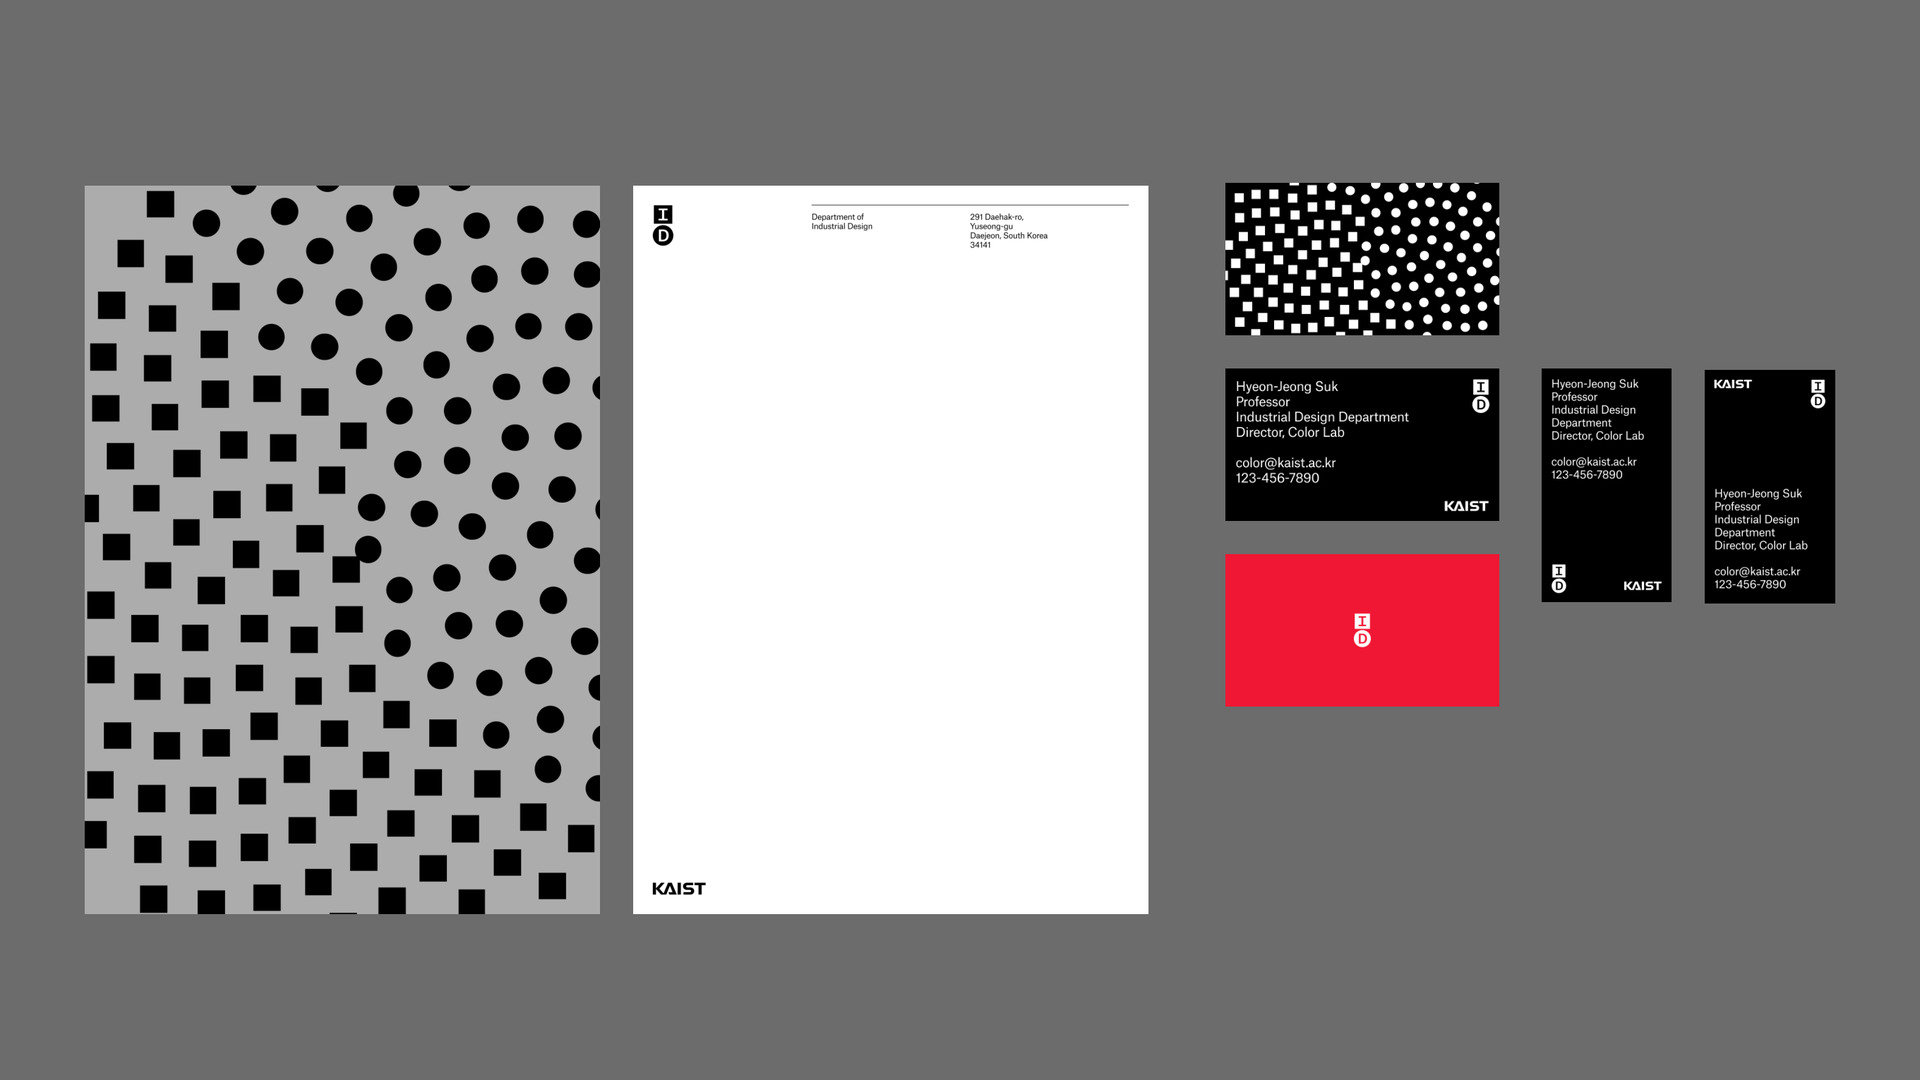 I
D
Department of
Industrial Design
291 Daehak-ro,
Yuseong-gu
Daejeon, South Korea
34141
KAIST
Hyeon-Jeong Suk
Professor
Industrial Design Department
Director, Color Lab
color@kaist.ac.kr
123-456-7890
I
D
KAIST
I
D
Hyeon-Jeong Suk
Professor
Industrial Design
Department
Director, Color Lab
color@kaist.ac.kr
123-456-7890
I
D
KAIST
KAIST
I
D
Hyeon-Jeong Suk
Professor
Industrial Design
Department
Director, Color Lab
color@kaist.ac.kr
123-456-7890